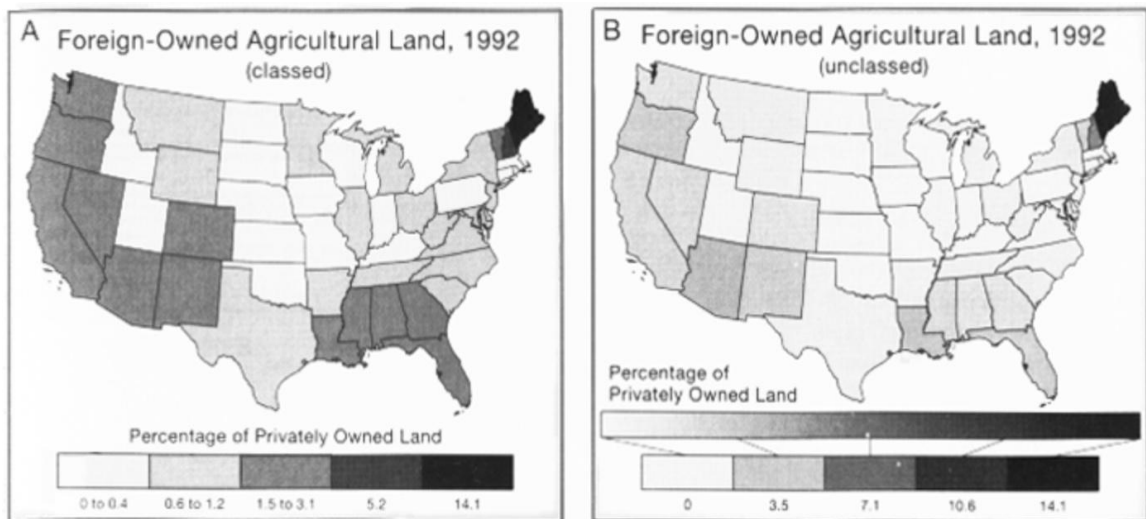 A
Foreign-Owned Agricultural Land, 1992
(classed)
Percentage of Privately Owned Land
0 to 0.4
0.6 to 1.2
1.5 to 3.1
5.2
14.1
B
Foreign-Owned Agricultural Land, 1992
(unclassed)
Percentage of
Privately Owned Land
0
3.5
7.1
10.6
14.1